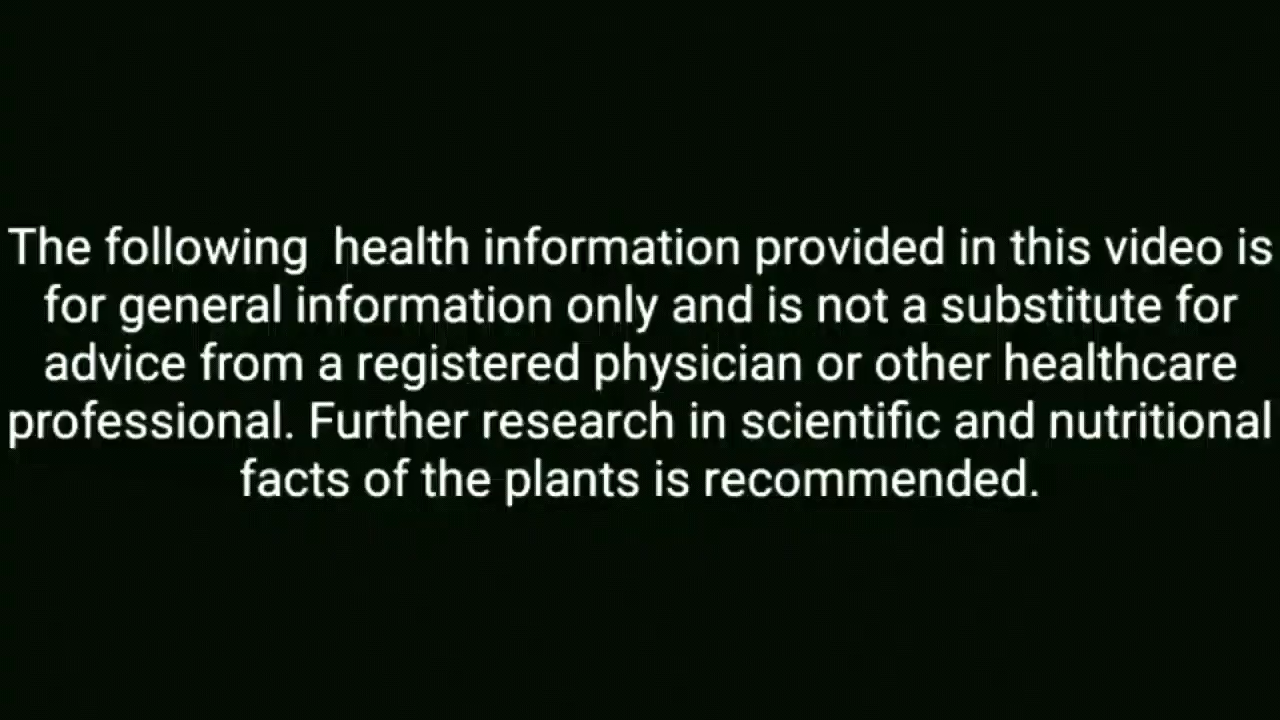 The following  health information provided in this video is
for general information only and is not a substitute for
advice from a registered physician or other healthcare
professional. Further research in scientific and nutritional
facts of the plants is recommended.